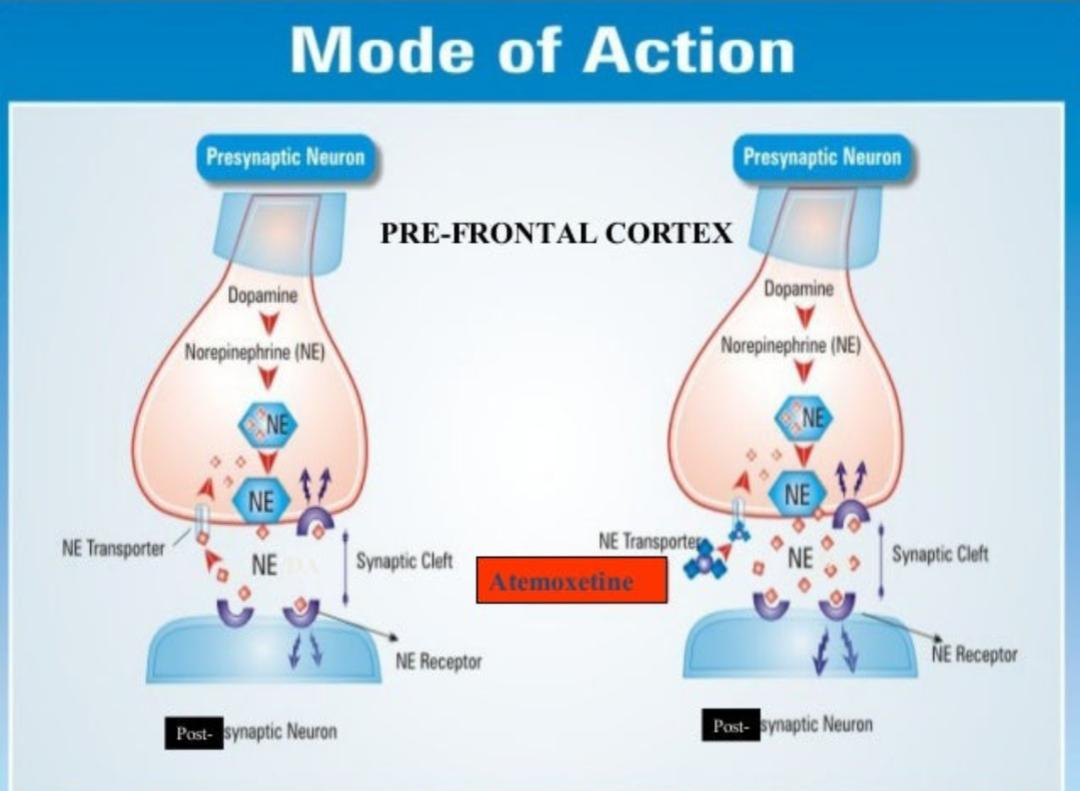 Mode of Action
Presynaptic Neuron
PRE-FRONTAL CORTEX
Dopamine
Norepinephrine (NE)
NE
NE
NE Transporter
NE
Synaptic Cleft
NE Receptor
Post-synaptic Neuron
Presynaptic Neuron
Dopamine
Norepinephrine (NE)
NE
NE
NE Transporter
Atemoxetine
NE
Synaptic Cleft
NE Receptor
Post-synaptic Neuron